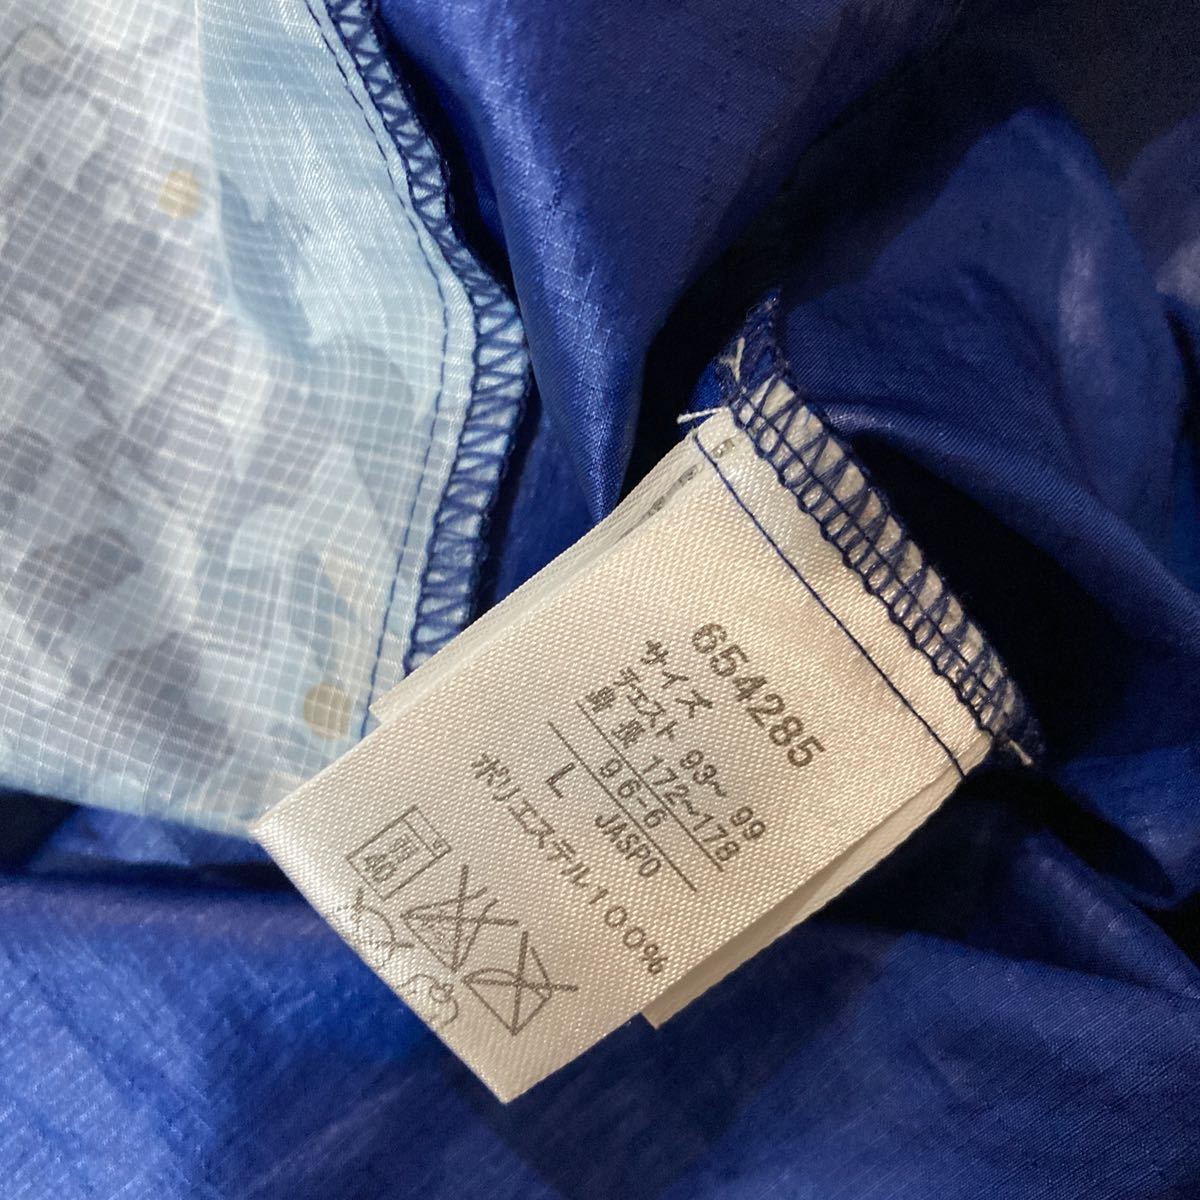 654285
サイズ
チェスト 93~ 99
身長 172~178
96-6
L JASPO
ポリエステル100%
40